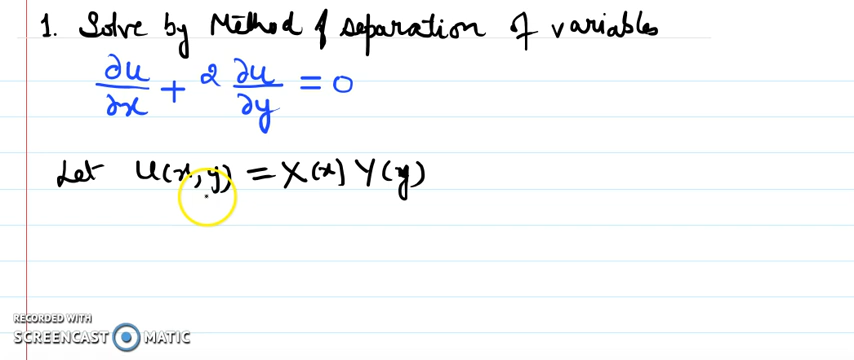 1. Solve by Method of separation of variables
∂u/∂x + 2 ∂u/∂y = 0
Let u(x,y) = X(x) Y(y)
RECORDED WITH
SCREENCAST MATIC